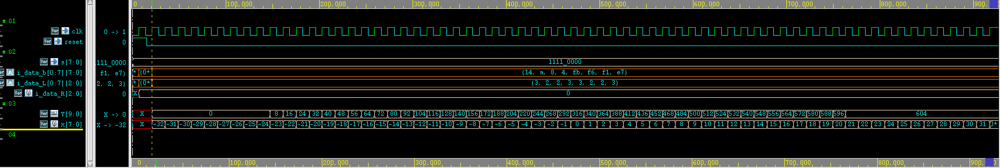 0 100,000 200,000 300,000 400,000 500,000 600,000 700,000 800,000 900,
= G1
Var clk 0 -> 1
Var reset 0
= G2
Var s[7:0] 1111_0000 1111_0000
A i_data_b[0:7][7:0] f1, e7} * {0* {14, a, 8, 4, fb, f6, f1, e7}
A i_data_L[0:7][2:0] 2, 2, 3} * {0* {3, 2, 2, 3, 3, 2, 2, 3}
Var i_data_R[2:0] 0 X 0
= G3
Var NET Y[9:0] X -> 0 X 0 8 16 24 32 40 48 56 64 72 80 92 104 116 128 140 156 172 188 204 220 244 268 292 316 340 364 388 412 436 452 468 484 500 512 524 532 540 548 556 564 572 580 588 596 604
Var x[7:0] X -> -32 X -32 -31 -30 -29 -28 -27 -26 -25 -24 -23 -22 -21 -20 -19 -18 -17 -16 -15 -14 -13 -12 -11 -10 -9 -8 -7 -6 -5 -4 -3 -2 -1 0 1 2 3 4 5 6 7 8 9 10 11 12 13 14 15 16 17 18 19 20 21 22 23 24 25 26 27 28 29 30 31 3*
G4
0 100,000 200,000 300,000 400,000 500,000 600,000 700,000 800,000 900,